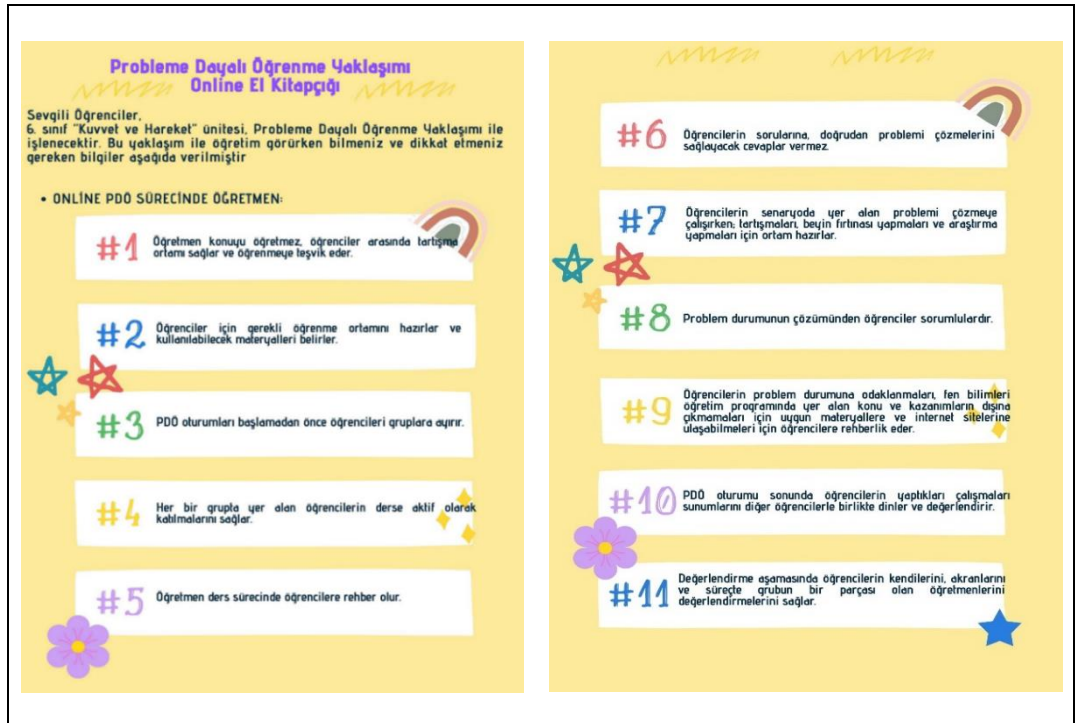 Probleme Dayalı Öğrenme Yaklaşımı
Online El Kitapçığı
Sevgili Öğrenciler,
6. sınıf "Kuvvet ve Hareket" ünitesi, Probleme Dayalı Öğrenme Yaklaşımı ile
işlenecektir. Bu yaklaşım ile öğretim görürken bilmeniz ve dikkat etmeniz
gereken bilgiler aşağıda verilmiştir
• ONLİNE PDÖ SÜRECİNDE ÖĞRETMEN:
#1 Öğretmen konuyu öğretmez, öğrenciler arasında tartışma
ortamı sağlar ve öğrenmeye teşvik eder.
#2 Öğrenciler için gerekli öğrenme ortamını hazırlar ve
kullanılabilecek materyalleri belirler.
#3 PDÖ oturumları başlamadan önce öğrencileri gruplara ayırır.
#4 Her bir grupla yer alan öğrencilerin derse aktif olarak
katılmalarını sağlar.
#5 Öğretmen ders sürecinde öğrencilere rehber olur.
#6 Öğrencilerin sorularına, doğrudan problemi çözmelerini
sağlayacak cevaplar vermez.
#7 Öğrencilerin senaryoda yer alan problemi çözmeye
çalışırken; tartışmaları, beyin fırtınası yapmaları ve araştırma
yapmaları için ortam hazırlar.
#8 Problem durumunun çözümünden öğrenciler sorumlulardır.
#9 Öğrencilerin problem durumuna odaklanmaları, fen bilimleri
öğretim programında yer alan konu ve kazanımların dışına
çıkmamaları için uygun materyallere ve internet sitelerine
ulaşabilmeleri için öğrencilere rehberlik eder.
#10 PDÖ oturumu sonunda öğrencilerin yaptıkları çalışmaları
sunumlarını diğer öğrencilerle birlikte dinler ve değerlendirir.
#11 Değerlendirme aşamasında öğrencilerin kendilerini, akranlarını
ve süreçte grubun bir parçası olan öğretmenlerini
değerlendirmelerini sağlar.